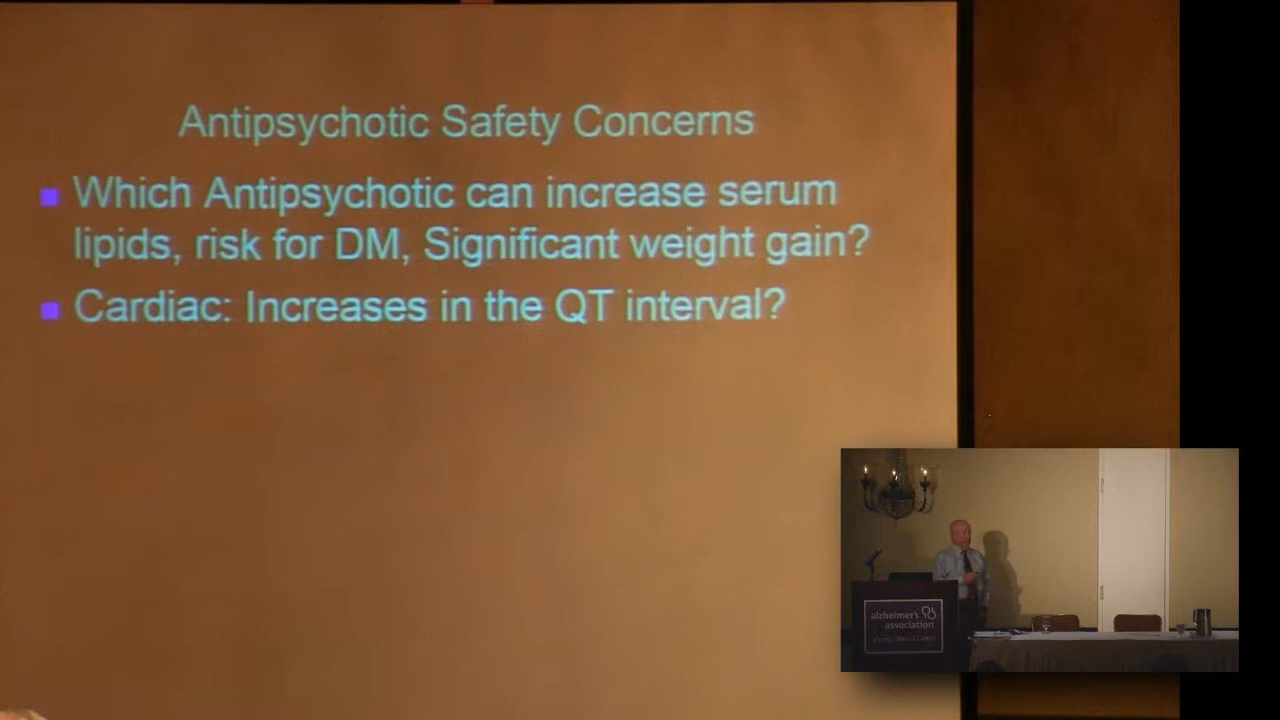 Antipsychotic Safety Concerns
Which Antipsychotic can increase serum
lipids, risk for DM, Significant weight gain?
Cardiac: Increases in the QT interval?
alzheimer's
association